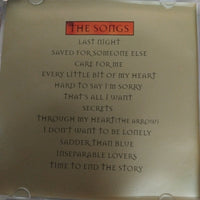 THE SONGS
LAST NIGHT
SAVED FOR SOMEONE ELSE
CARE FOR ME
EVERY LITTLE BIT OF MY HEART
HARD TO SAY I'M SORRY
THAT'S ALL I WANT
SECRETS
THROUGH MY HEART (THE ARROW)
I DON'T WANT TO BE LONELY
SADDER THAN BLUE
INSEPARABLE LOVERS
TIME TO END THE STORY